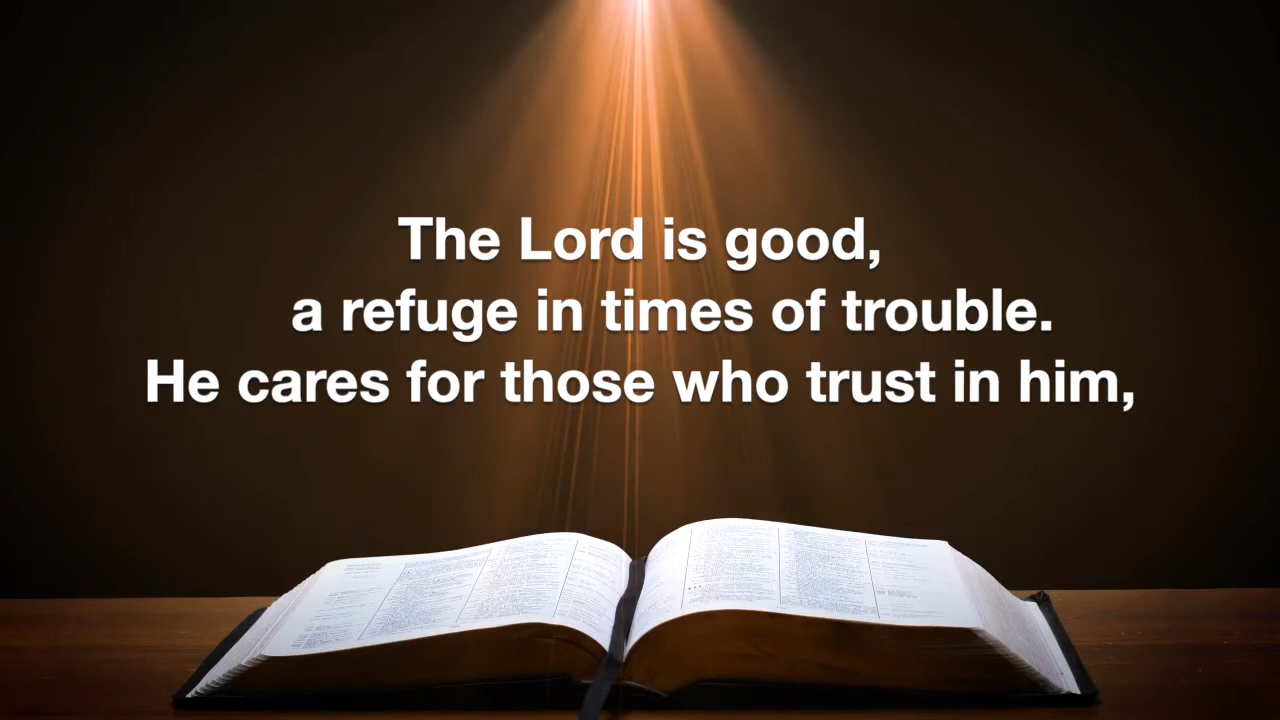 The Lord is good,
a refuge in times of trouble.
He cares for those who trust in him,